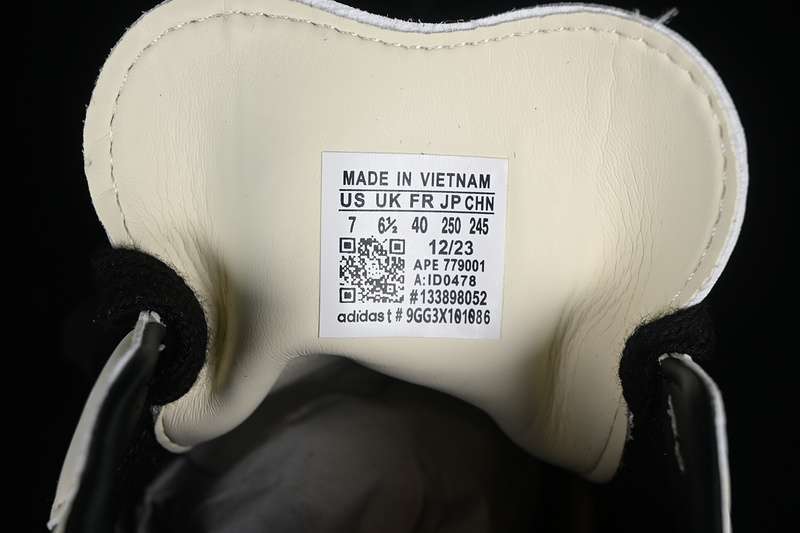 MADE IN VIETNAM
US UK FR JP CHN
7 6½ 40 250 245
12/23
APE 779001
A:ID0478
#133898052
adidas t# 9GG3X101086